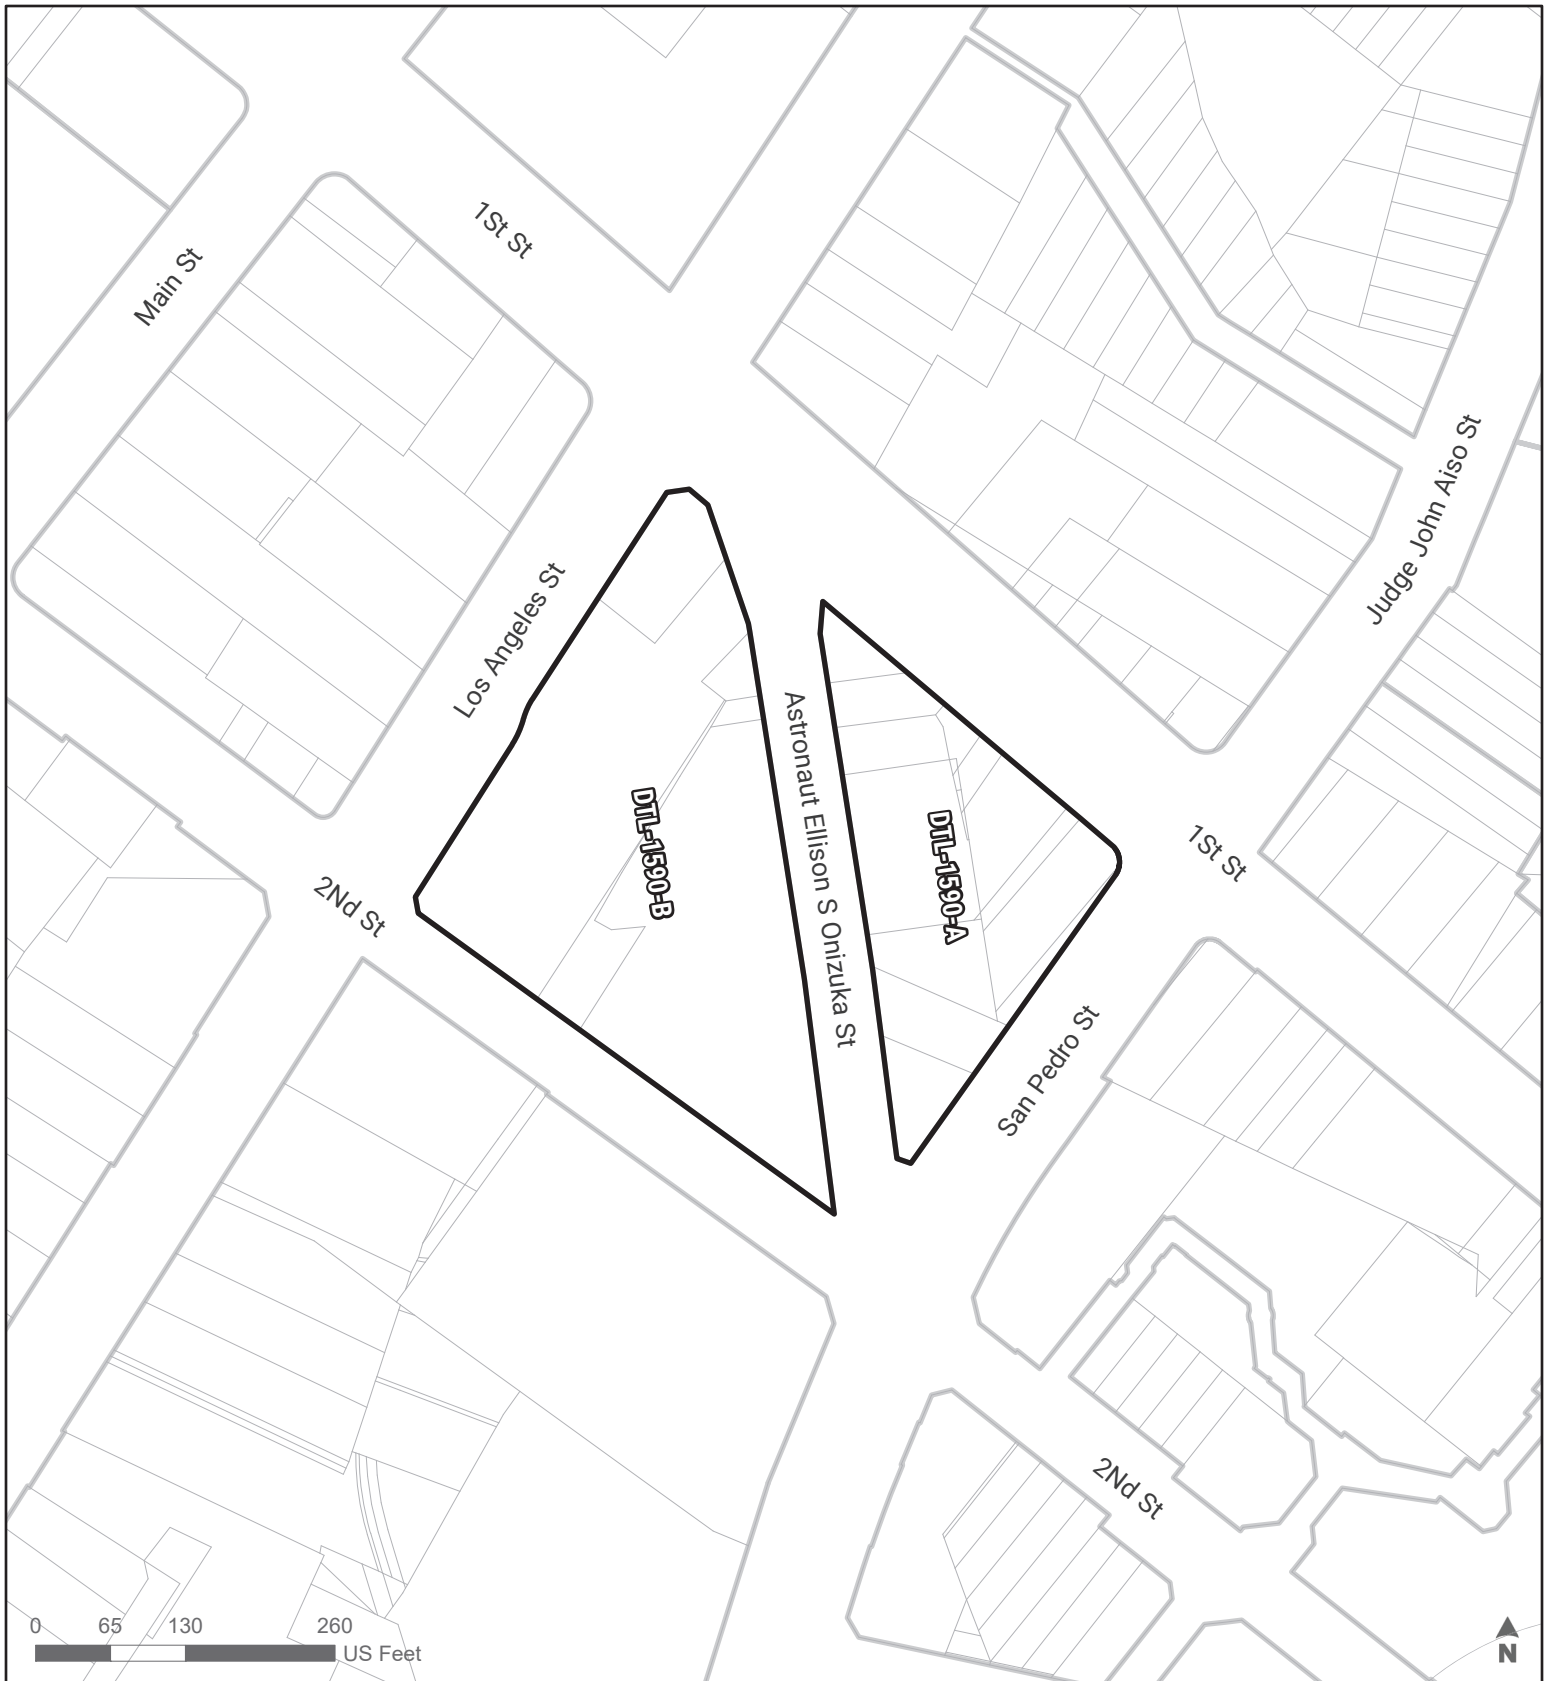 1St St
Main St
Judge John Aiso St
Los Angeles St
Astronaut Ellison S Onizuka St
DTL-1590-B
DTL-1590-A
1St St
2Nd St
San Pedro St
2Nd St
0 65 130 260
US Feet
N